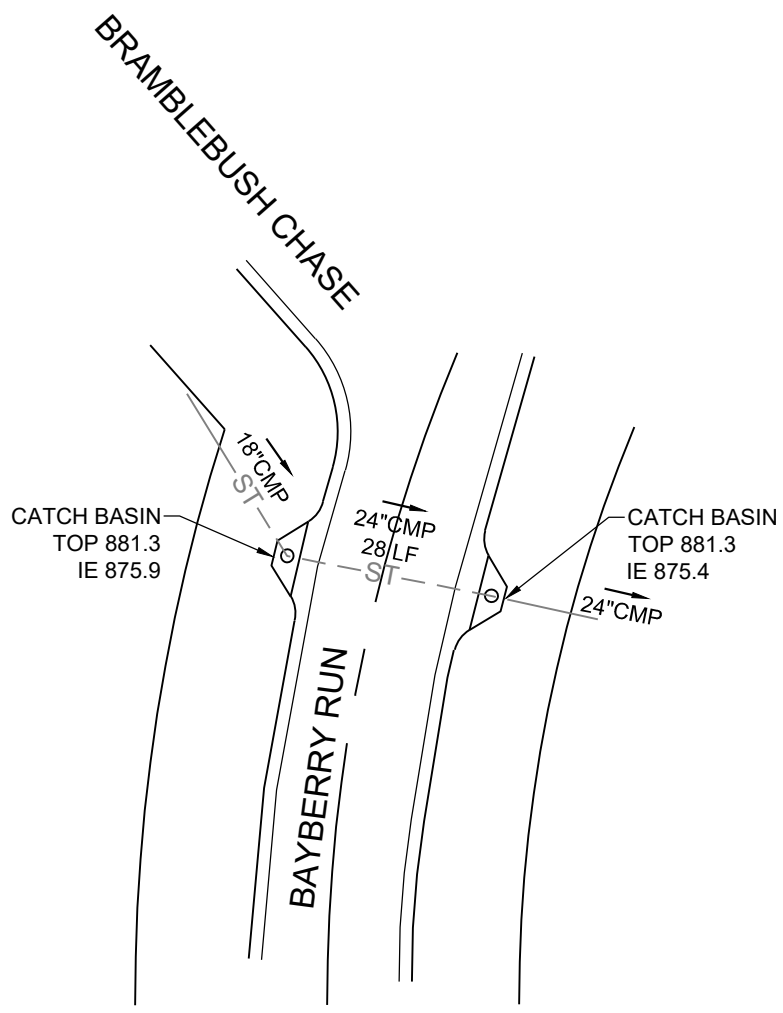 BRAMBLEBUSH CHASE
18"CMP
ST
CATCH BASIN
TOP 881.3
IE 875.9
24"CMP
28 LF
ST
CATCH BASIN
TOP 881.3
IE 875.4
24"CMP
BAYBERRY RUN